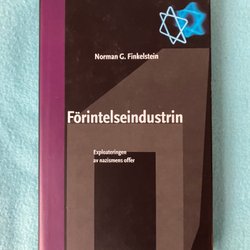 Norman G. Finkelstein
Förintelseindustrin
Exploateringen
av nazismens offer